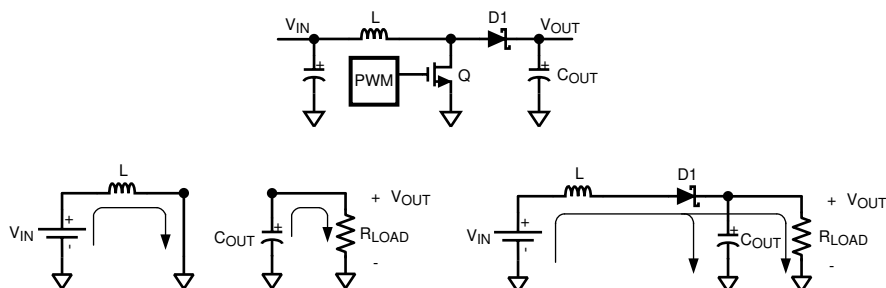 VIN L D1 VOUT
+ PWM Q + COUT
L
VIN + -
COUT + RLOAD + VOUT -
L D1
VIN + -
+ COUT RLOAD + VOUT -